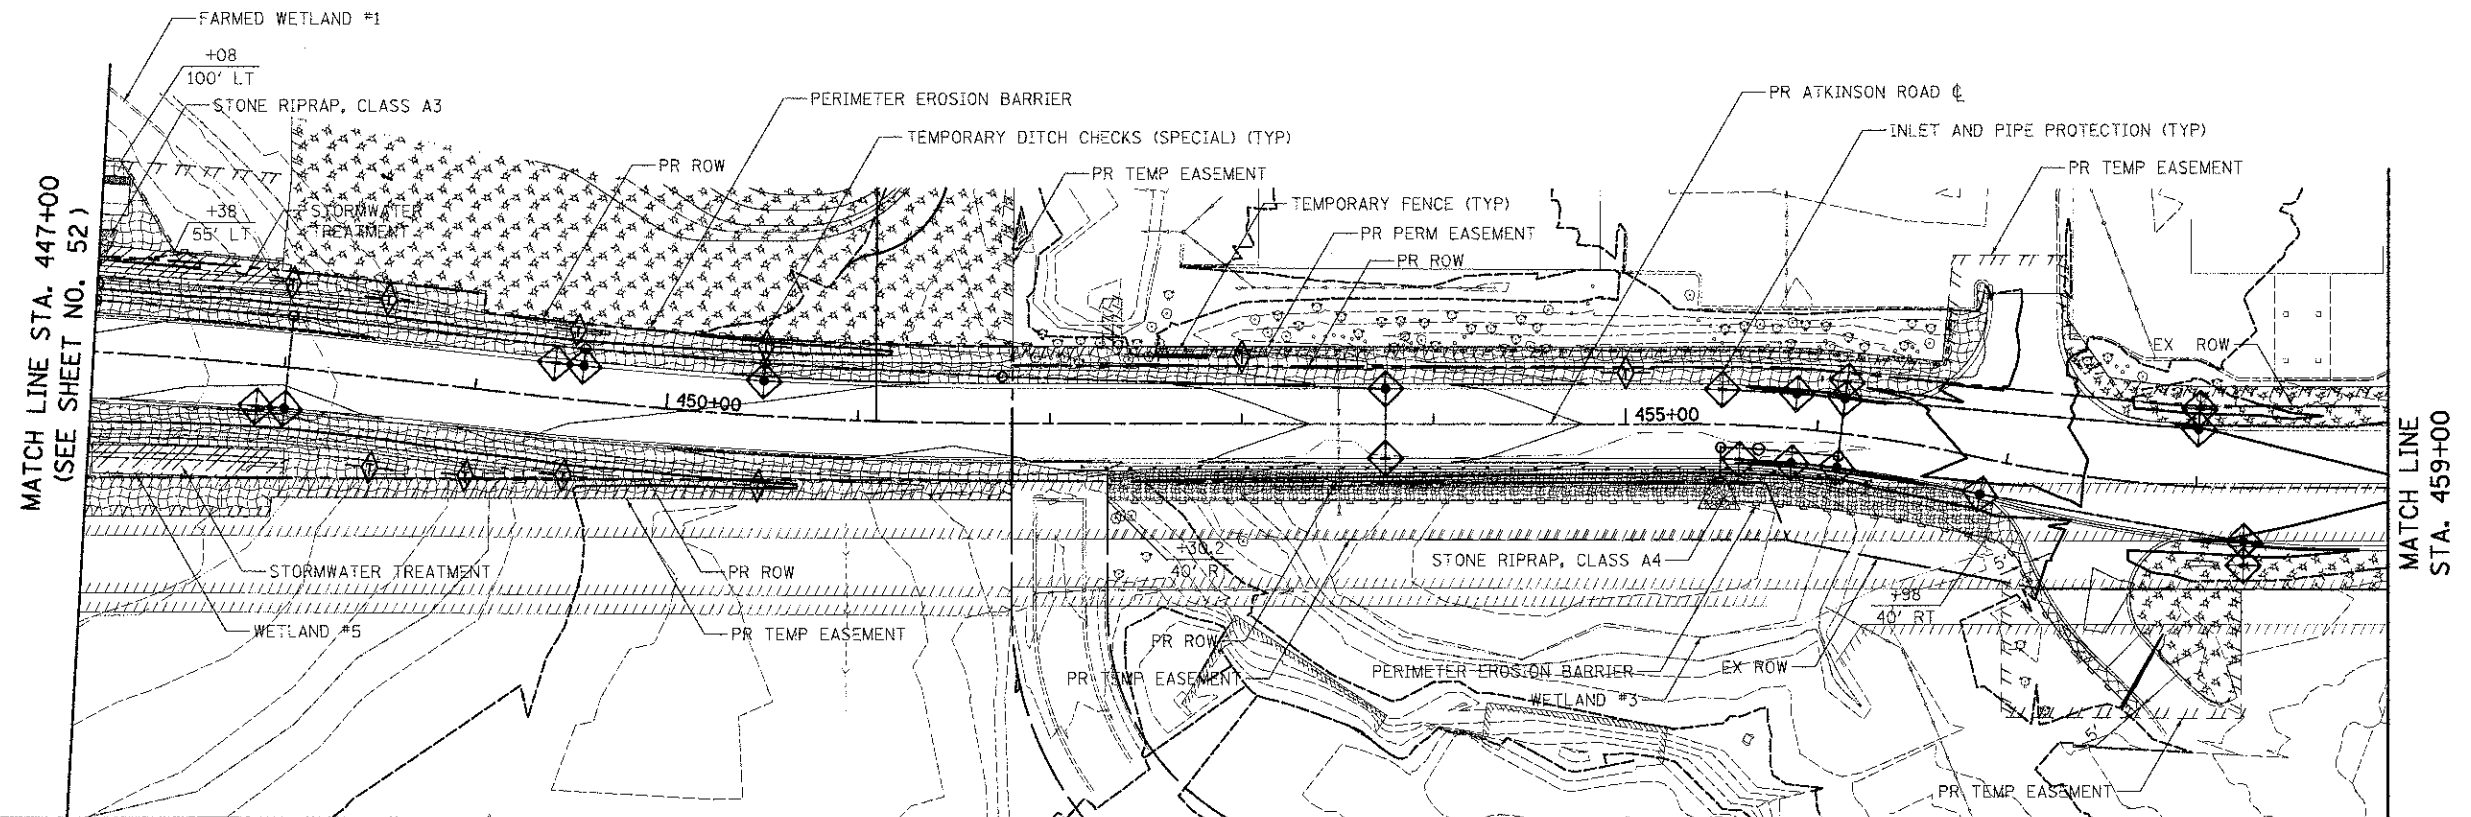 FARMED WETLAND #1
+08
100' LT
STONE RIPRAP, CLASS A3
PERIMETER EROSION BARRIER
PR ATKINSON ROAD ℄
TEMPORARY DITCH CHECKS (SPECIAL) (TYP)
INLET AND PIPE PROTECTION (TYP)
PR ROW
PR TEMP EASEMENT
PR TEMP EASEMENT
+38
55' LT
STORMWATER
TREATMENT
TEMPORARY FENCE (TYP)
PR PERM EASEMENT
PR ROW
MATCH LINE STA. 447+00
(SEE SHEET NO. 52)
EX ROW
450+00
455+00
MATCH LINE
STA. 459+00
+30.2
40' RT
STONE RIPRAP, CLASS A4
5'
STORMWATER TREATMENT
PR ROW
+98
40' RT
WETLAND #5
PR TEMP EASEMENT
PR ROW
PR TEMP EASEMENT
PERIMETER EROSION BARRIER
EX ROW
WETLAND #3
5'
PR TEMP EASEMENT